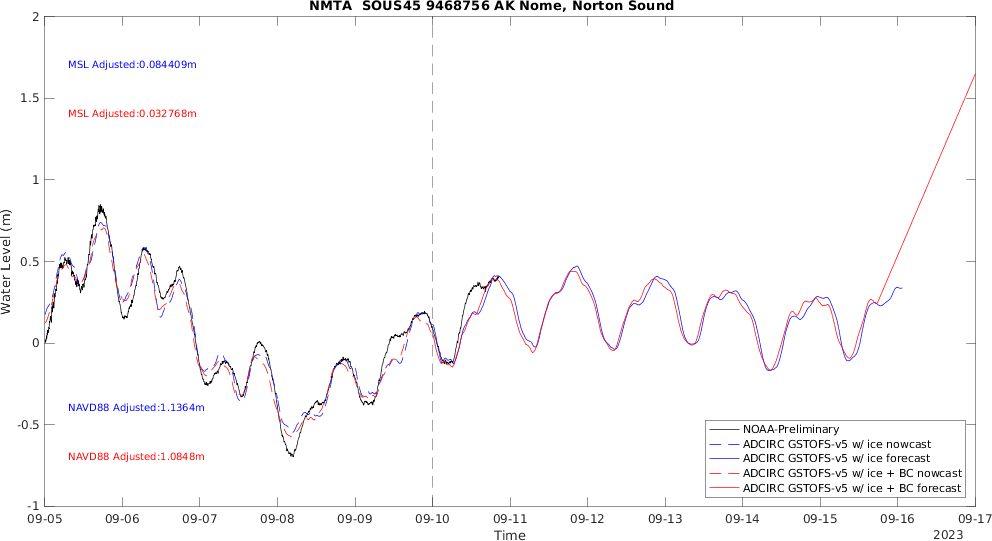 NMTA SOUS45 9468756 AK Nome, Norton Sound
2
1.5
1
0.5
0
-0.5
-1
Water Level (m)
MSL Adjusted:0.084409m
MSL Adjusted:0.032768m
NAVD88 Adjusted:1.1364m
NAVD88 Adjusted:1.0848m
NOAA-Preliminary
ADCIRC GSTOFS-v5 w/ ice nowcast
ADCIRC GSTOFS-v5 w/ ice forecast
ADCIRC GSTOFS-v5 w/ ice + BC nowcast
ADCIRC GSTOFS-v5 w/ ice + BC forecast
09-05 09-06 09-07 09-08 09-09 09-10 09-11 09-12 09-13 09-14 09-15 09-16 09-17
Time
2023